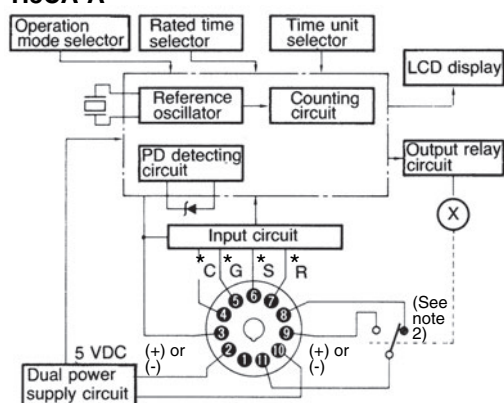 Operation
mode selector
Rated time
selector
Time unit
selector
LCD display
Reference
oscillator
Counting
circuit
PD detecting
circuit
Output relay
circuit
X
Input circuit
* C * G * S * R
6
5 7
4 8
3 9
2 10
1 11
(See
note
2)
5 VDC
(+) or
(-)
(+) or
(-)
Dual power
supply circuit